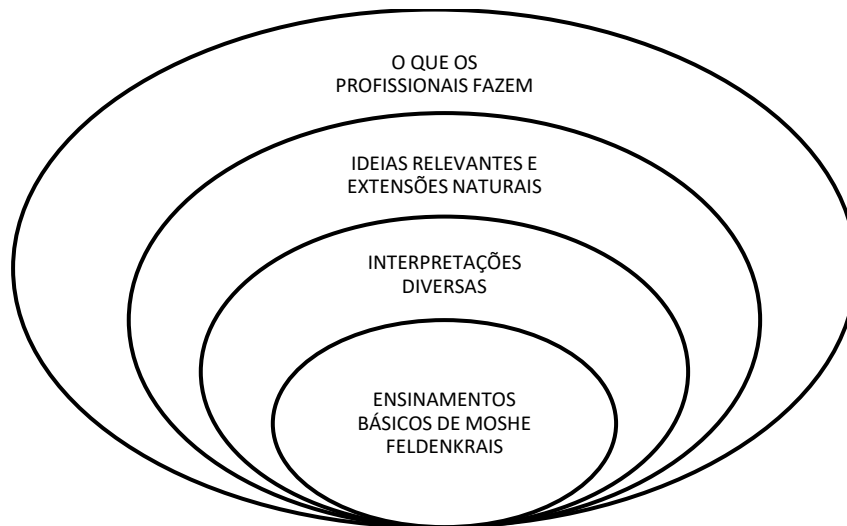 O QUE OS
PROFISSIONAIS FAZEM
IDEIAS RELEVANTES E
EXTENSÕES NATURAIS
INTERPRETAÇÕES
DIVERSAS
ENSINAMENTOS
BÁSICOS DE MOSHE
FELDENKRAIS